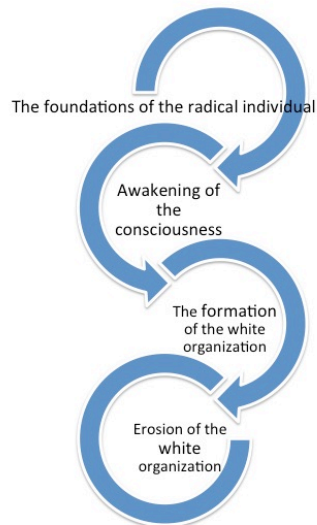 The foundations of the radical individual
Awakening of
the
consciousness
The formation
of the white
organization
Erosion of the
white
organization